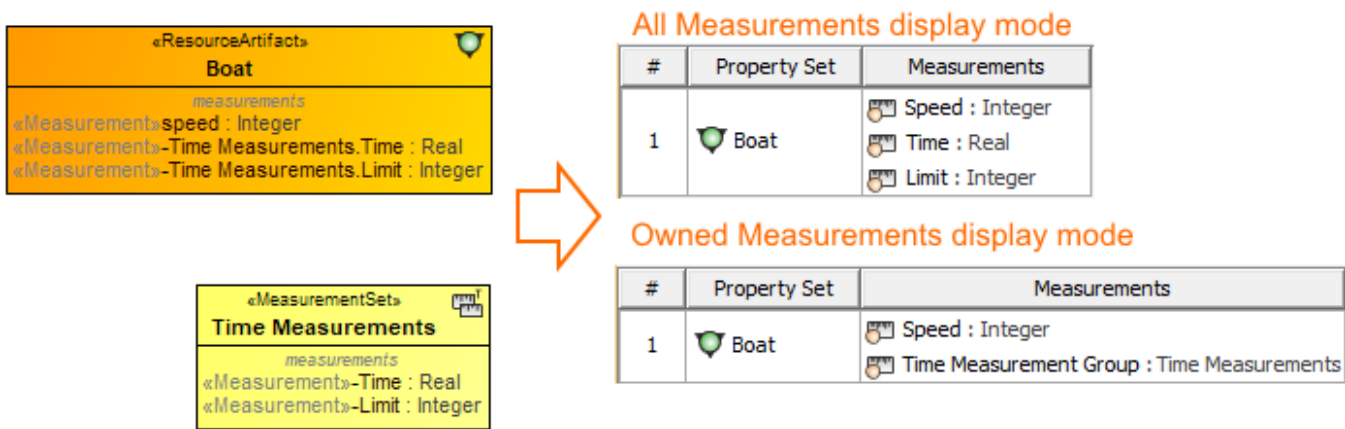 «ResourceArtifact»
Boat
measurements
«Measurement»speed : Integer
«Measurement»-Time Measurements.Time : Real
«Measurement»-Time Measurements.Limit : Integer
«MeasurementSet»
Time Measurements
measurements
«Measurement»-Time : Real
«Measurement»-Limit : Integer
All Measurements display mode
# Property Set Measurements
1 Boat
Speed : Integer
Time : Real
Limit : Integer
Owned Measurements display mode
# Property Set Measurements
1 Boat
Speed : Integer
Time Measurement Group : Time Measurements